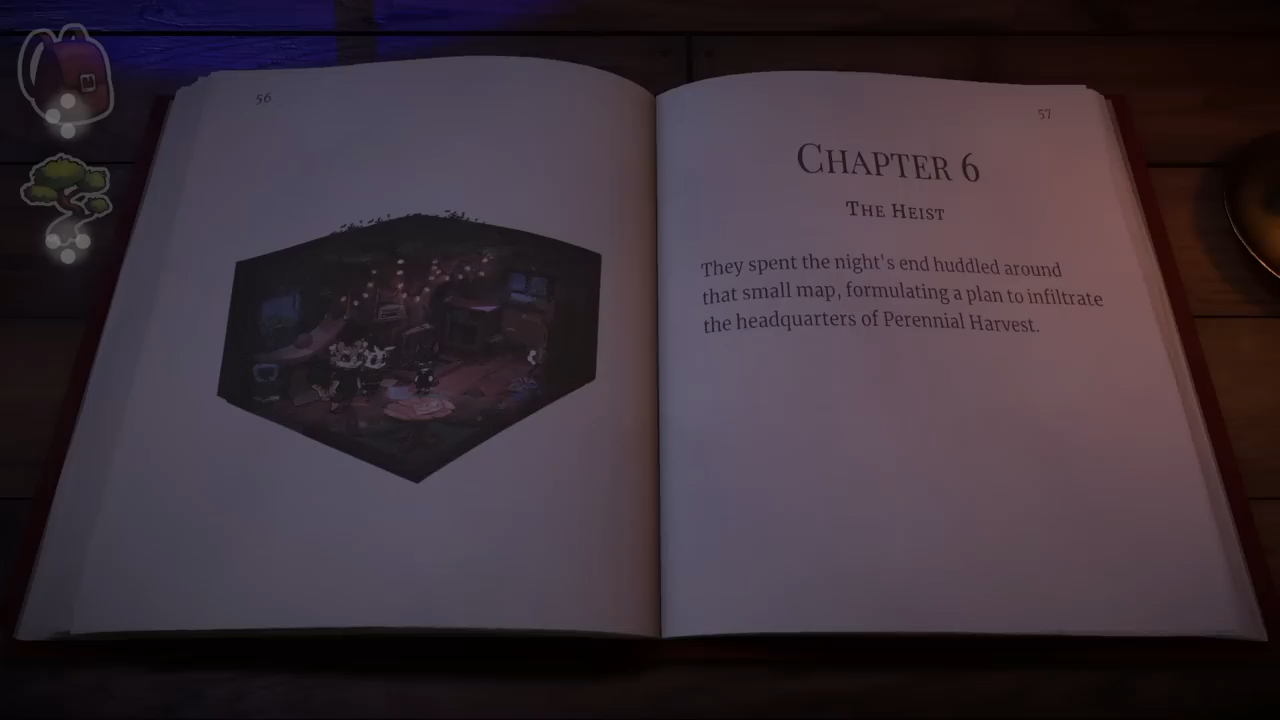 56
57
Chapter 6
The Heist
They spent the night's end huddled around
that small map, formulating a plan to infiltrate
the headquarters of Perennial Harvest.